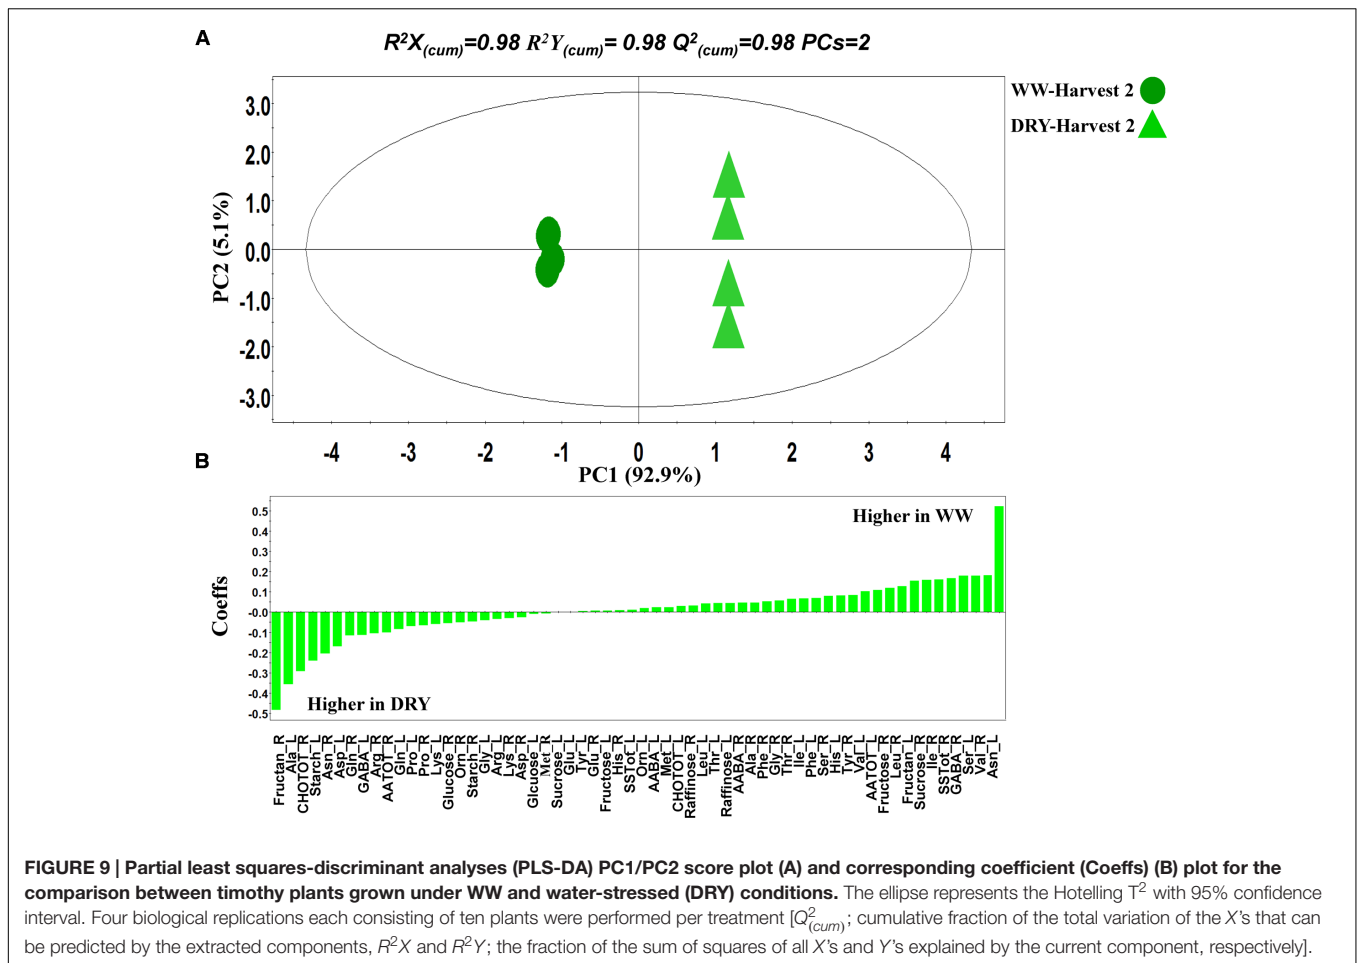 A
R²X(cum)=0.98 R²Y(cum)= 0.98 Q²(cum)=0.98 PCs=2
WW-Harvest 2
DRY-Harvest 2
3.0
2.0
1.0
0.0
-1.0
-2.0
-3.0
PC2 (5.1%)
-4 -3 -2 -1 0 1 2 3 4
PC1 (92.9%)
B
Higher in WW
0.5
0.4
0.3
0.2
0.1
-0.0
-0.1
-0.2
-0.3
-0.4
-0.5
Coeffs
Higher in DRY
Fructan_R
Ala_L
CHOTOT_R
Starch_L
Asn_R
Asp_L
Gln_R
GABA_L
Arg_R
AATOT_R
Gln_L
Pro_L
Pro_R
Lys_L
Glucose_R
Orn_R
Starch_R
Gly_L
Arg_L
Lys_R
Asp_R
Glcuose_L
Met_R
Sucrose_L
Glu_L
Tyr_L
Glu_R
Fructose_L
His_R
SSTot_L
Orn_L
AABA_L
Met_L
CHOTOT_L
Raffinose_R
Leu_L
Thr_L
Raffinose_L
AABA_R
Ala_R
Phe_R
Gly_R
Thr_R
Ile_L
Phe_L
Ser_R
His_L
Tyr_R
Val_L
AATOT_L
Fructose_R
Leu_R
Fructan_L
Sucrose_R
Ile_R
SSTot_R
GABA_R
Ser_L
Val_R
Asn_L
FIGURE 9 | Partial least squares-discriminant analyses (PLS-DA) PC1/PC2 score plot (A) and corresponding coefficient (Coeffs) (B) plot for the
comparison between timothy plants grown under WW and water-stressed (DRY) conditions. The ellipse represents the Hotelling T² with 95% confidence
interval. Four biological replications each consisting of ten plants were performed per treatment [Q²(cum); cumulative fraction of the total variation of the X's that can
be predicted by the extracted components, R²X and R²Y; the fraction of the sum of squares of all X's and Y's explained by the current component, respectively].